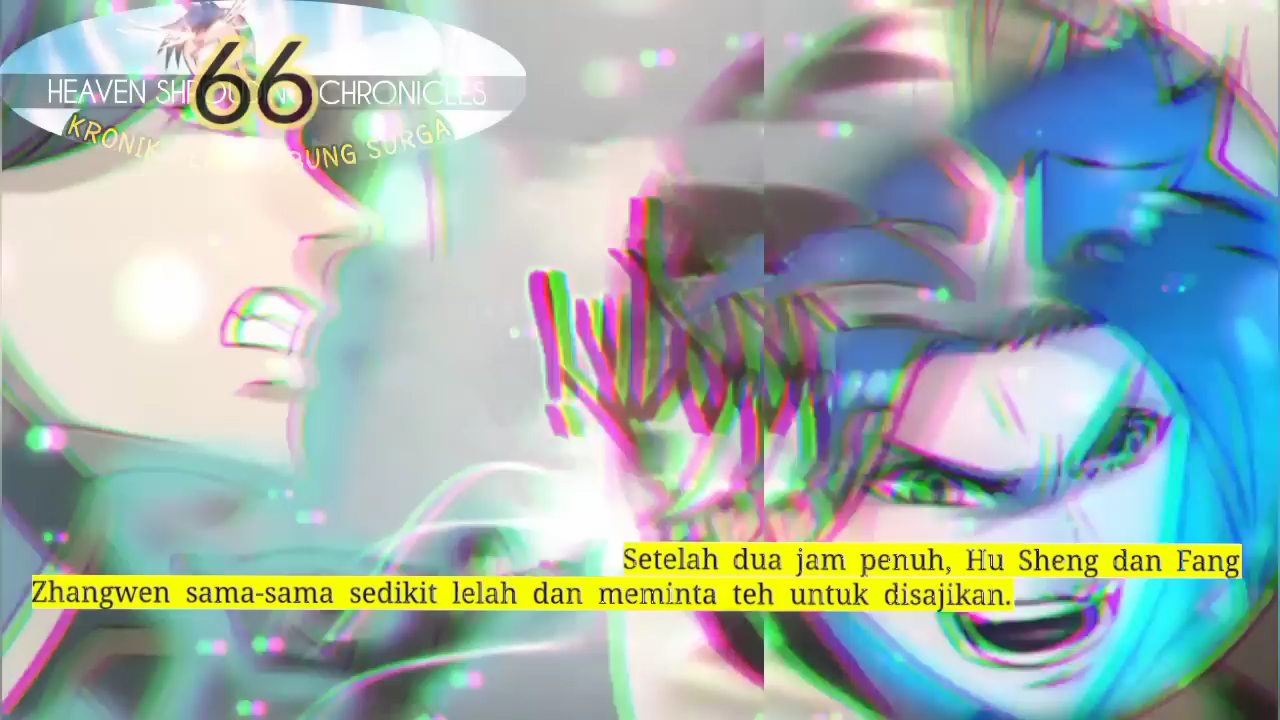 66
HEAVEN CHRONICLES
SURGA
Setelah dua jam penuh, Hu Sheng dan Fang
Zhangwen sama-sama sedikit lelah dan meminta teh untuk disajikan.